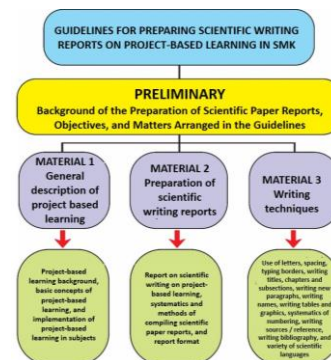 GUIDELINES FOR PREPARING SCIENTIFIC WRITING
REPORTS ON PROJECT-BASED LEARNING IN SMK
PRELIMINARY
Background of the Preparation of Scientific Paper Reports,
Objectives, and Matters Arranged in the Guidelines
MATERIAL 1
General
description of
project based
learning
MATERIAL 2
Preparation of
scientific
writing reports
MATERIAL 3
Writing
techniques
Project-based
learning background,
basic concepts of
project-based
learning, and
implementation of
project-based
learning in subjects
Report on scientific
writing on project-
based learning,
systematics and
methods of
compiling scientific
paper reports, and
report format
Use of letters, spacing,
typing borders, writing
titles, chapters and
subsections, writing new
paragraphs, writing
names, writing tables and
graphics, systematics of
numbering, writing
sources / reference,
writing bibliography, and
variety of scientific
languages